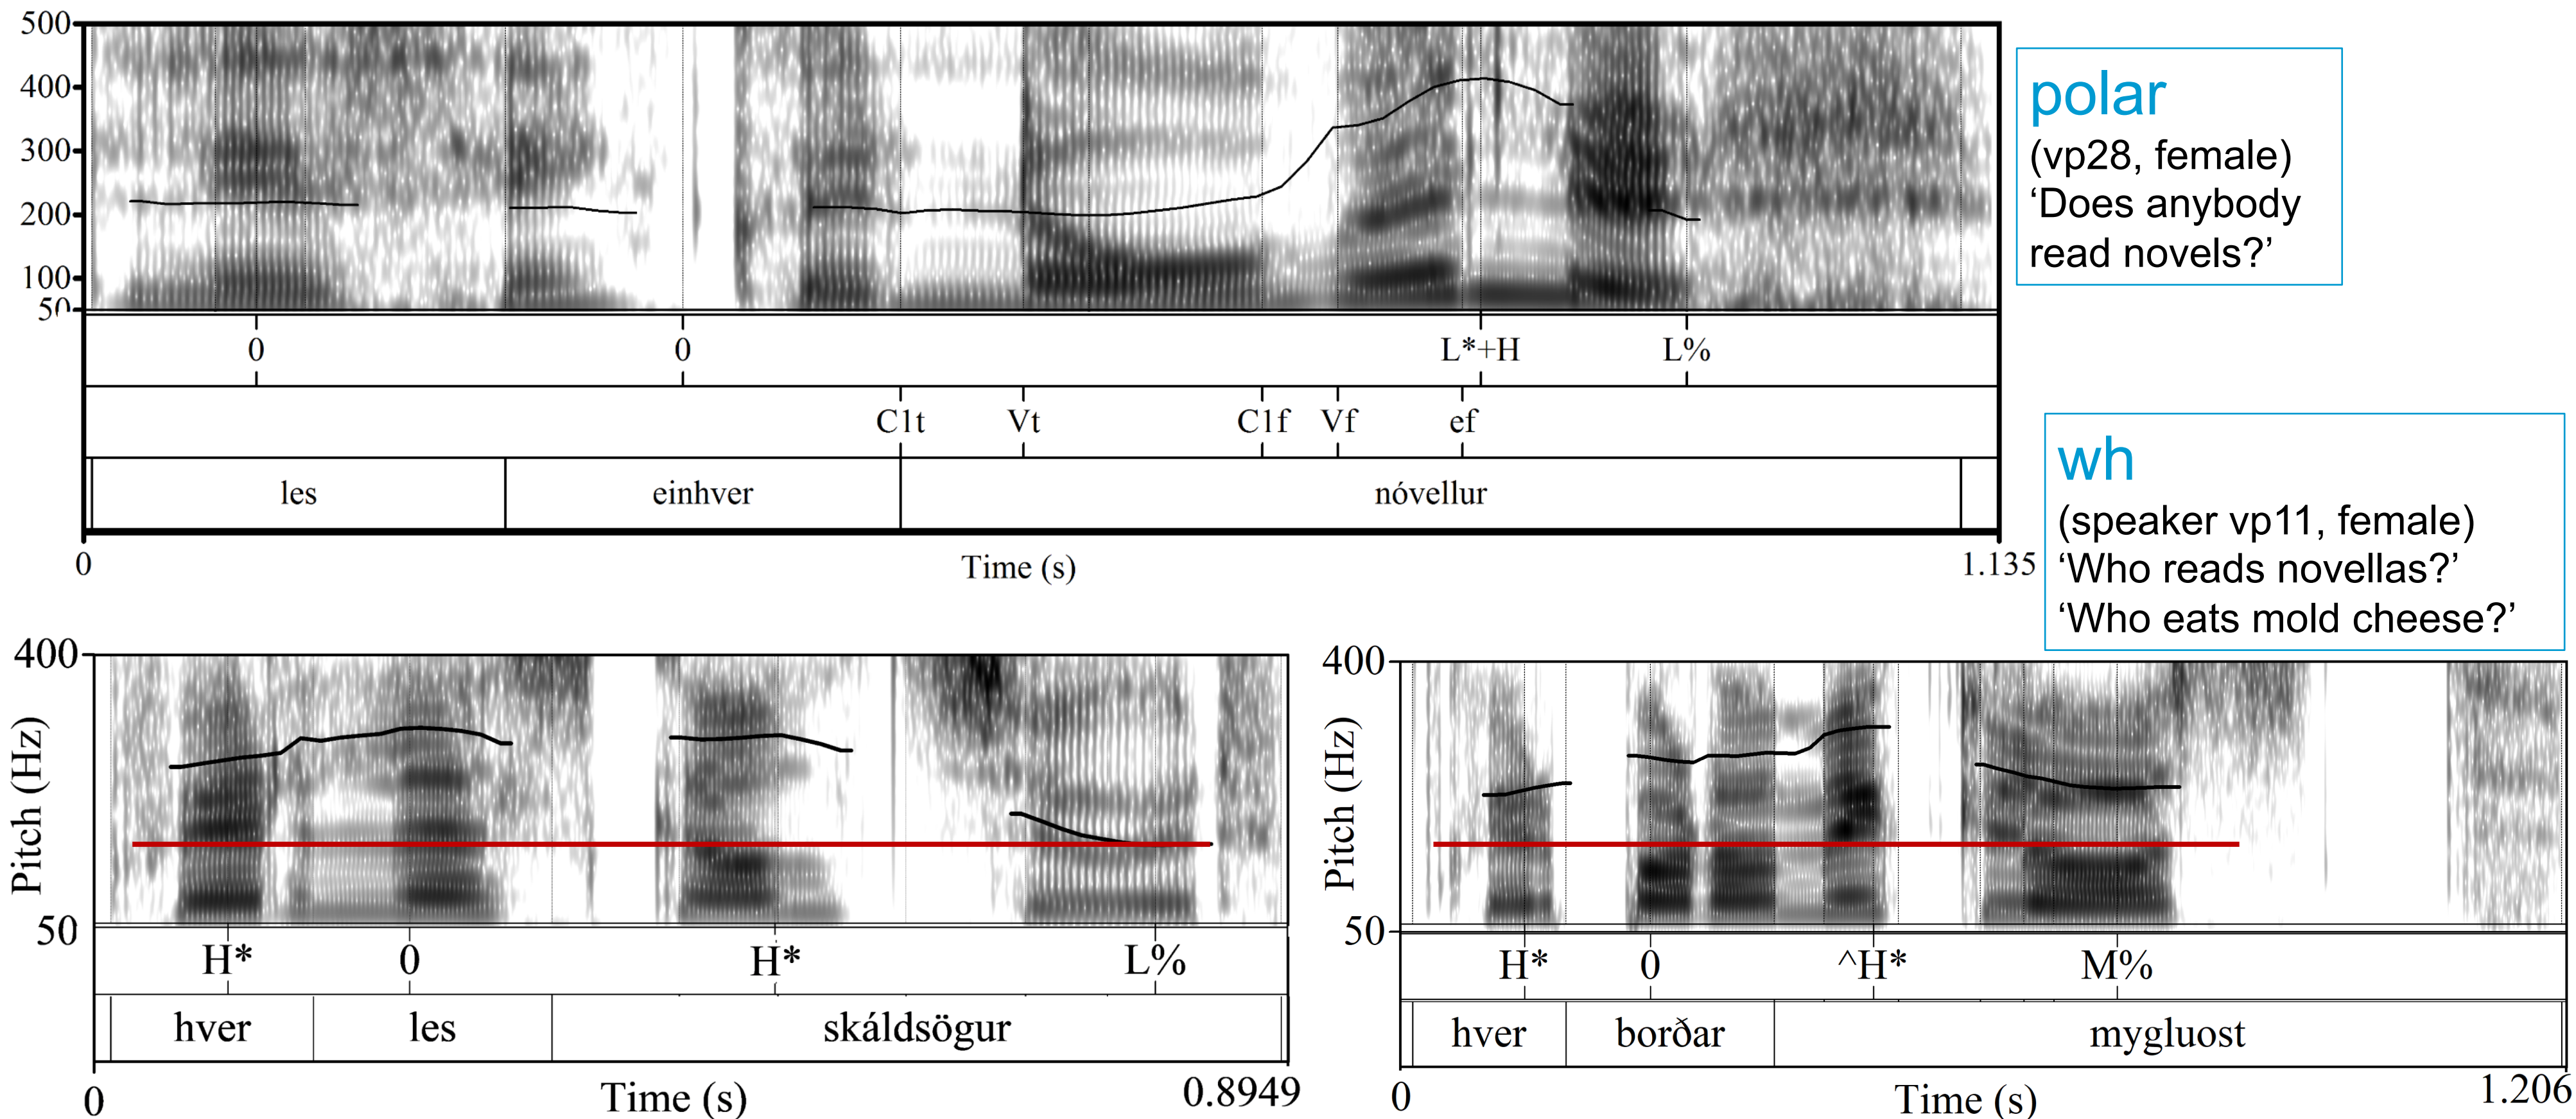 500
400
300
200
100
50
0 0 L*+H L%
C1t Vt C1f Vf ef
les einhver nóvellur
0 Time (s) 1.135
polar
(vp28, female)
‘Does anybody
read novels?’
wh
(speaker vp11, female)
‘Who reads novellas?’
‘Who eats mold cheese?’
400
Pitch (Hz)
50
H* 0 H* L%
hver les skáldsögur
0 Time (s) 0.8949
400
Pitch (Hz)
50
H* 0 ^H* M%
hver borðar mygluost
0 Time (s) 1.206